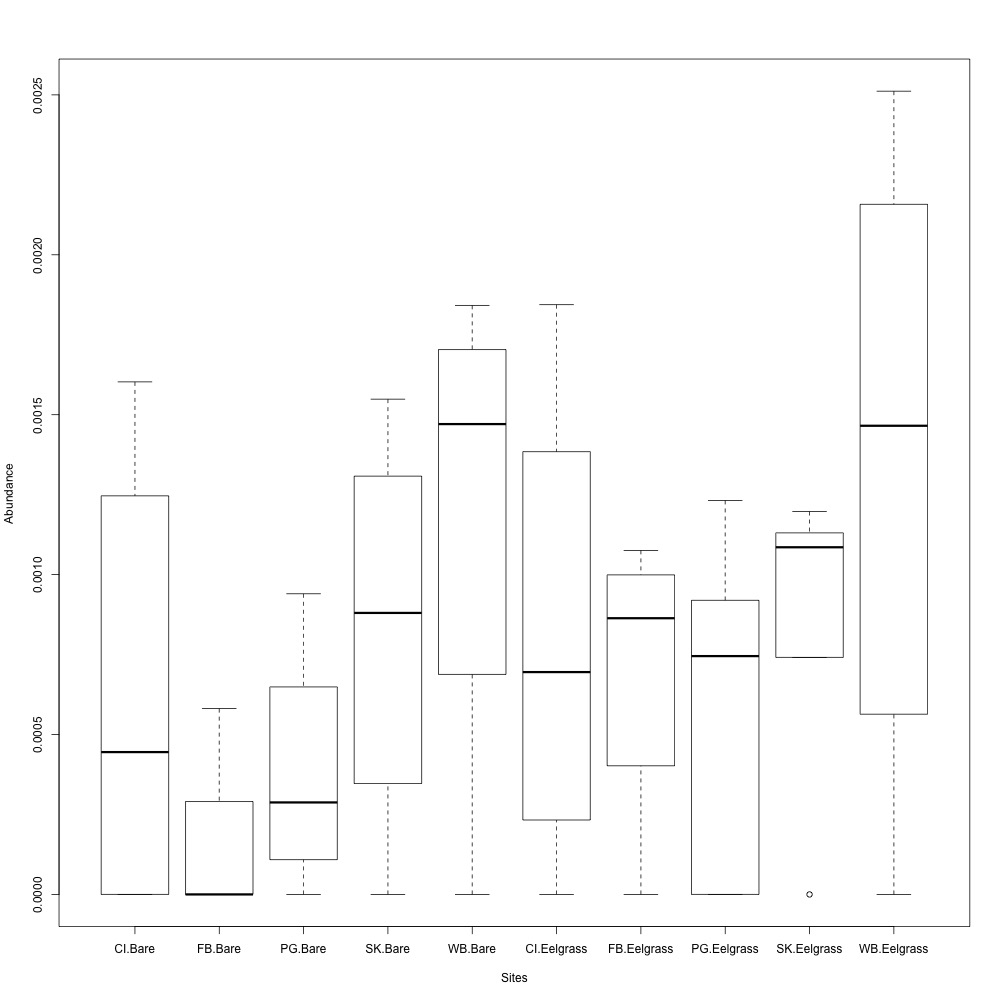 0.0025
0.0020
0.0015
0.0010
0.0005
0.0000
Abundance
CI.Bare FB.Bare PG.Bare SK.Bare WB.Bare CI.Eelgrass FB.Eelgrass PG.Eelgrass SK.Eelgrass WB.Eelgrass
Sites